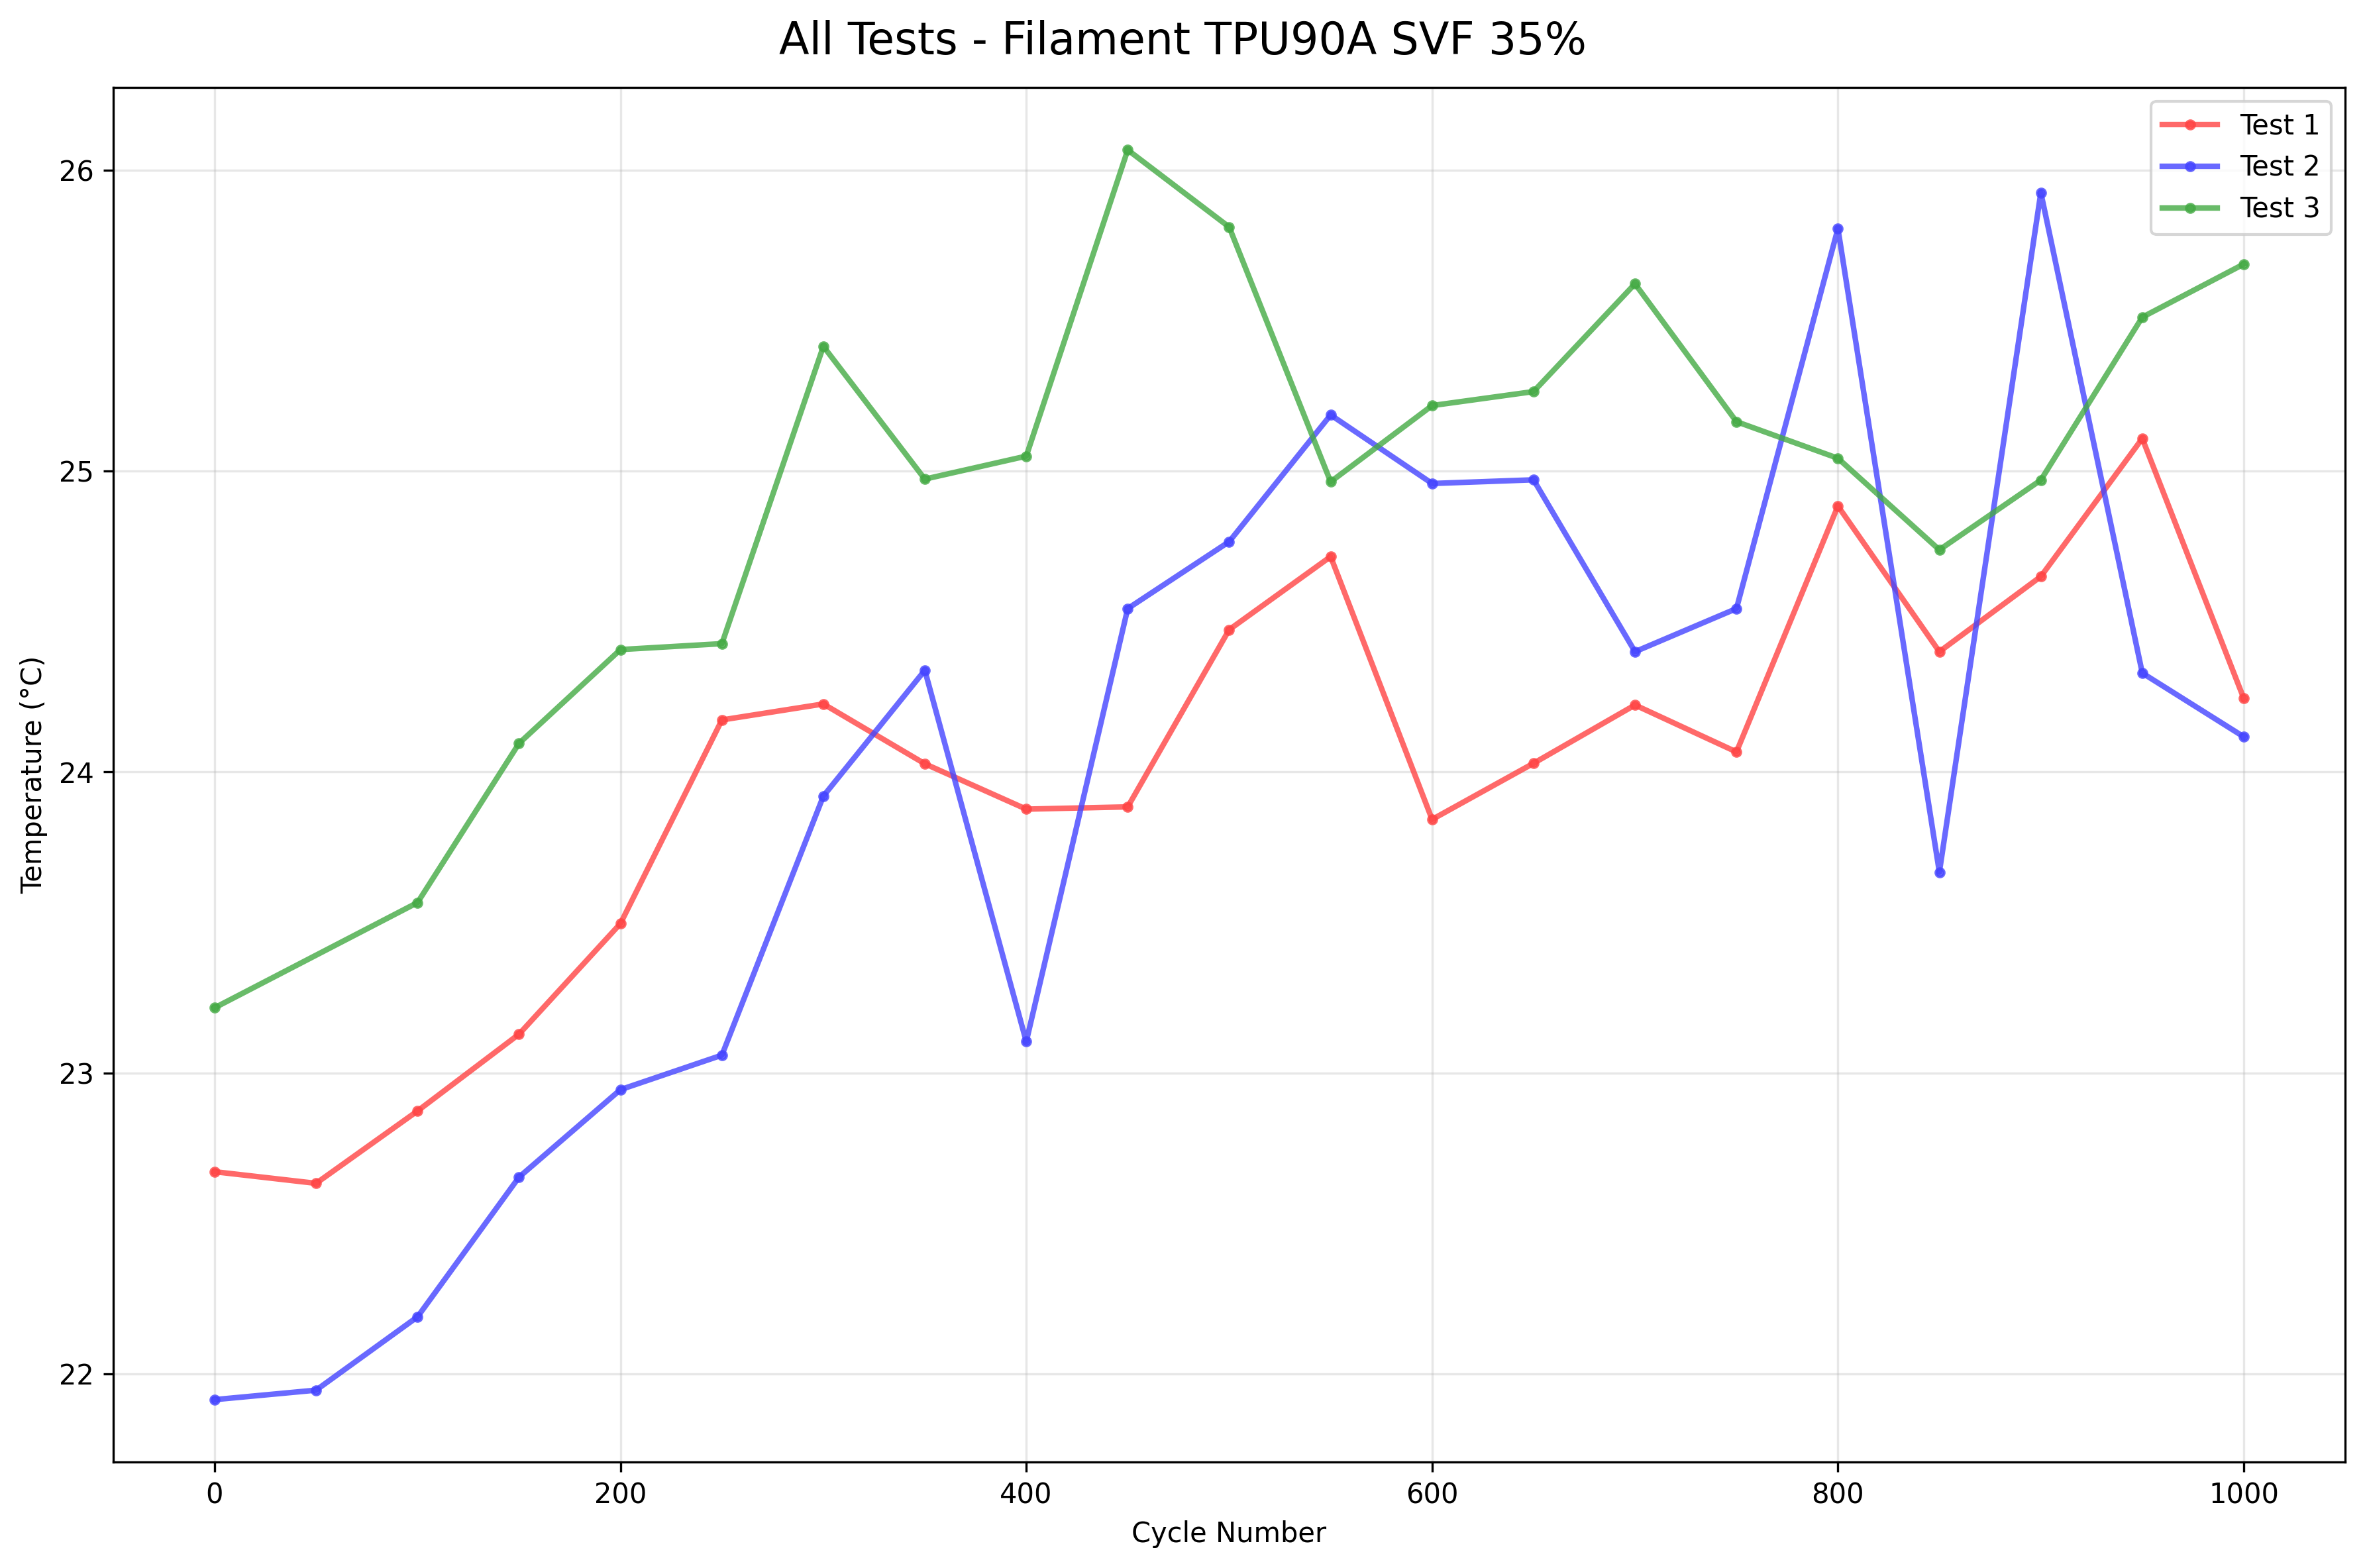 All Tests - Filament TPU90A SVF 35%
Test 1
Test 2
Test 3
Temperature (°C)
26
25
24
23
22
0 200 400 600 800 1000
Cycle Number